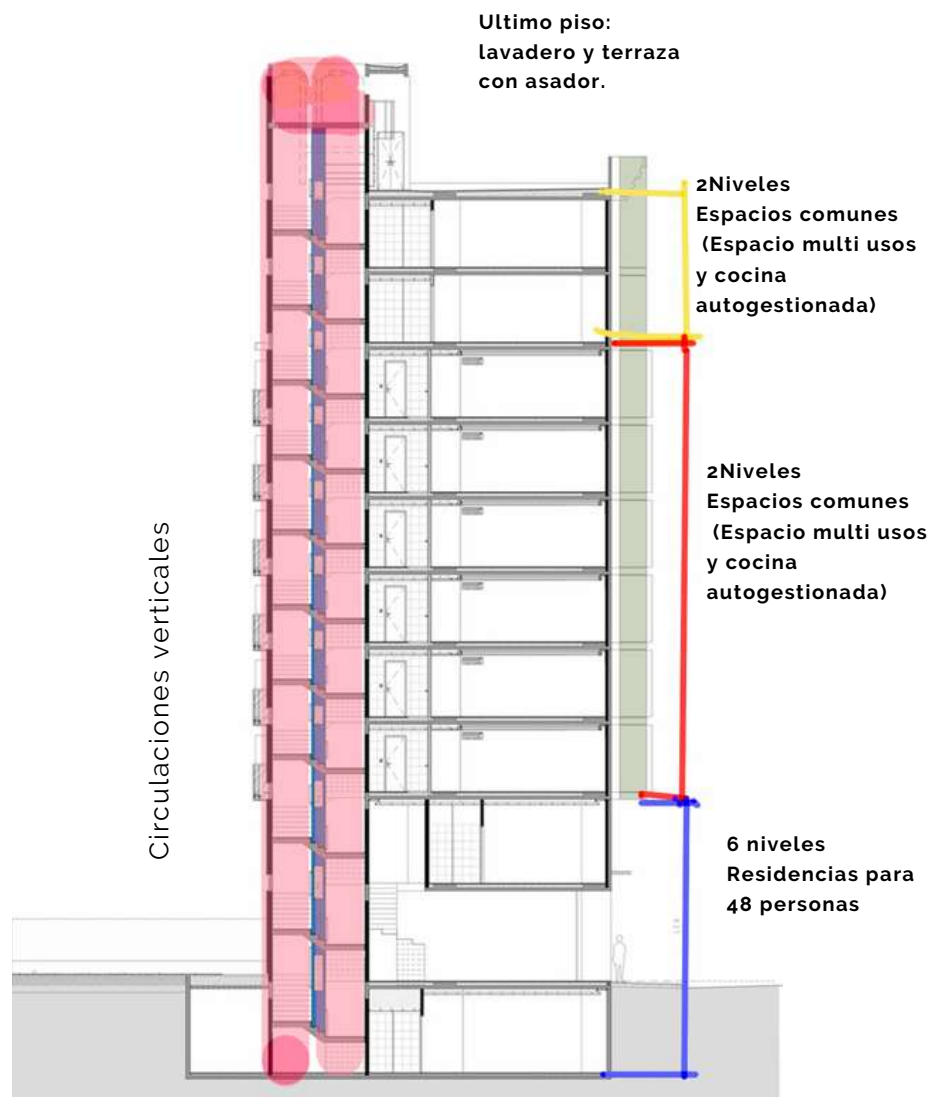 Ultimo piso:
lavadero y terraza
con asador.
2Niveles
Espacios comunes
(Espacio multi usos
y cocina
autogestionada)
2Niveles
Espacios comunes
(Espacio multi usos
y cocina
autogestionada)
Circulaciones verticales
6 niveles
Residencias para
48 personas